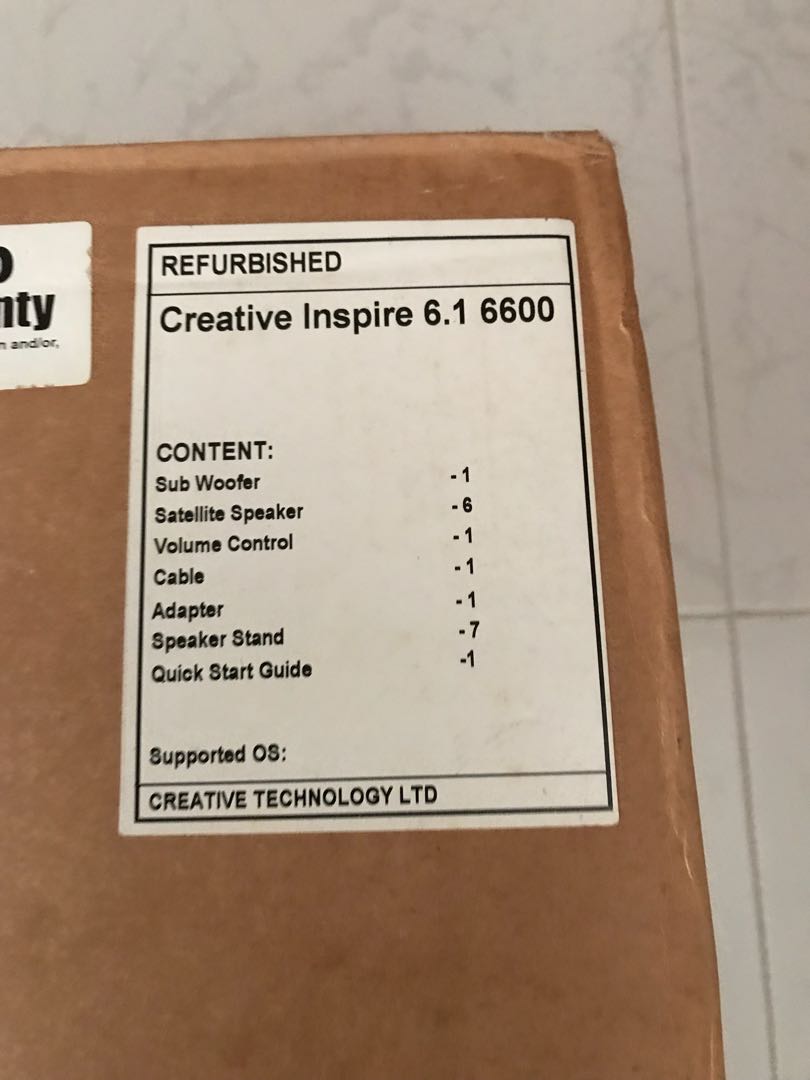 nty
and/or,
REFURBISHED
Creative Inspire 6.1 6600
CONTENT:
Sub Woofer - 1
Satellite Speaker - 6
Volume Control - 1
Cable - 1
Adapter - 1
Speaker Stand - 7
Quick Start Guide -1
Supported OS:
CREATIVE TECHNOLOGY LTD